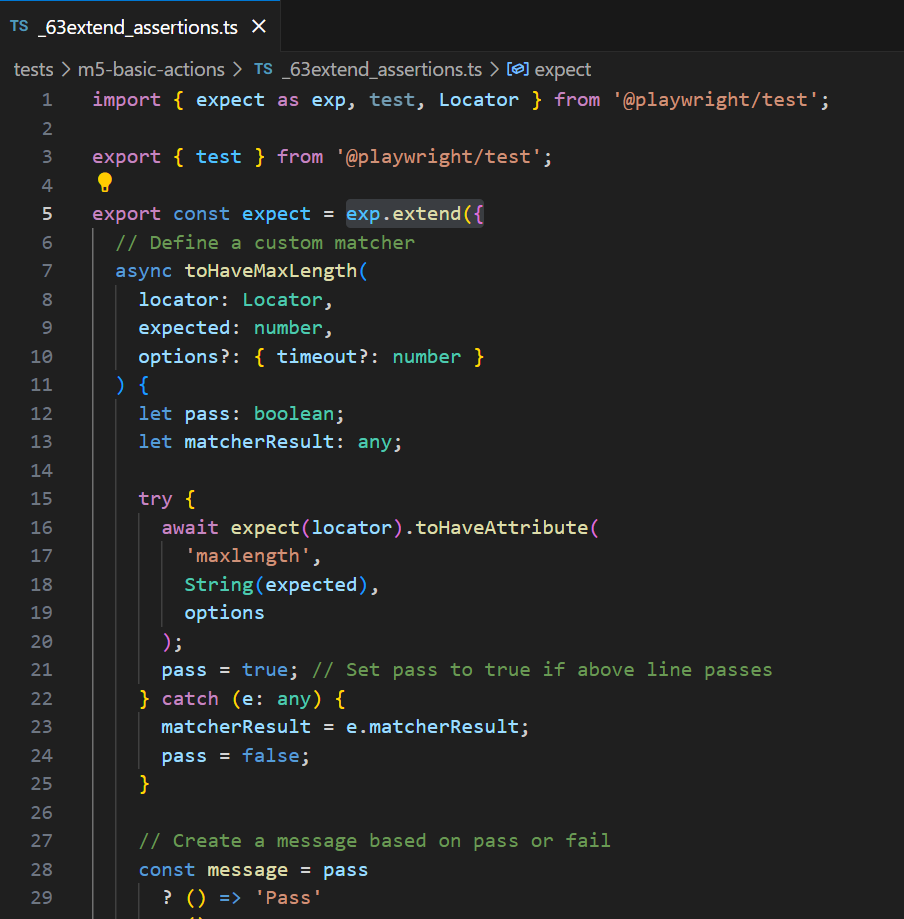 TS _63extend_assertions.ts ×
tests > m5-basic-actions > TS _63extend_assertions.ts > expect
1 import { expect as exp, test, Locator } from '@playwright/test';
2
3 export { test } from '@playwright/test';
4
5 export const expect = exp.extend({
6 // Define a custom matcher
7 async toHaveMaxLength(
8 locator: Locator,
9 expected: number,
10 options?: { timeout?: number }
11 ) {
12 let pass: boolean;
13 let matcherResult: any;
14
15 try {
16 await expect(locator).toHaveAttribute(
17 'maxlength',
18 String(expected),
19 options
20 );
21 pass = true; // Set pass to true if above line passes
22 } catch (e: any) {
23 matcherResult = e.matcherResult;
24 pass = false;
25 }
26
27 // Create a message based on pass or fail
28 const message = pass
29 ? () => 'Pass'